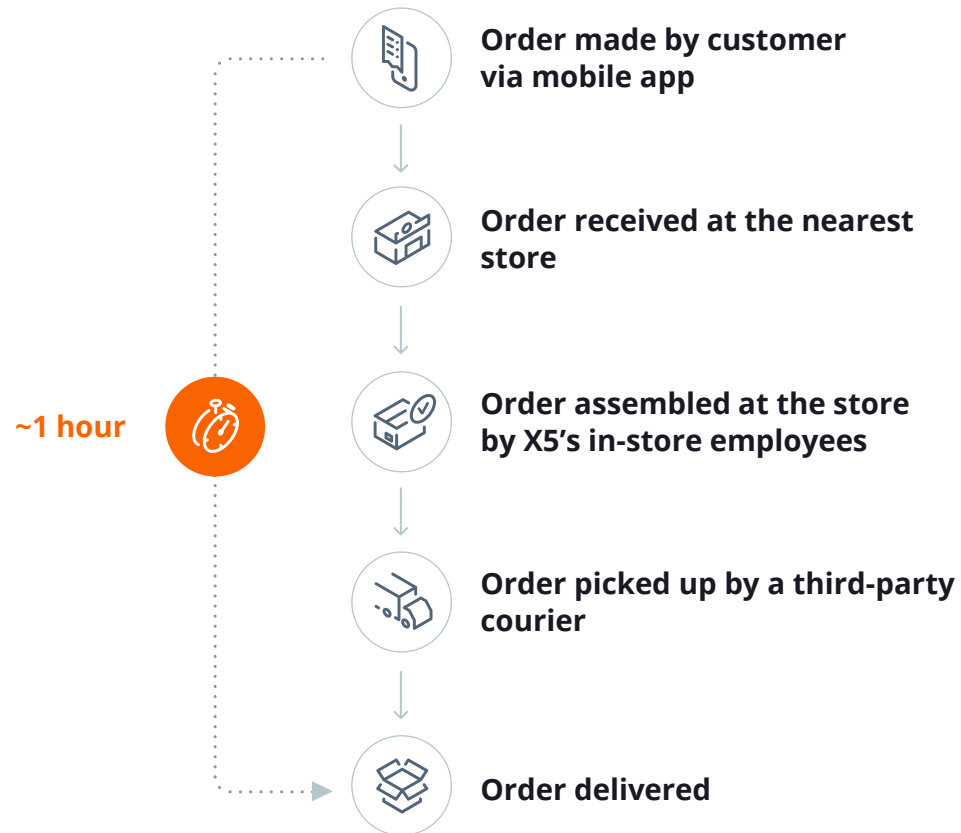 Order made by customer
via mobile app
Order received at the nearest
store
~1 hour
Order assembled at the store
by X5’s in-store employees
Order picked up by a third-party
courier
Order delivered